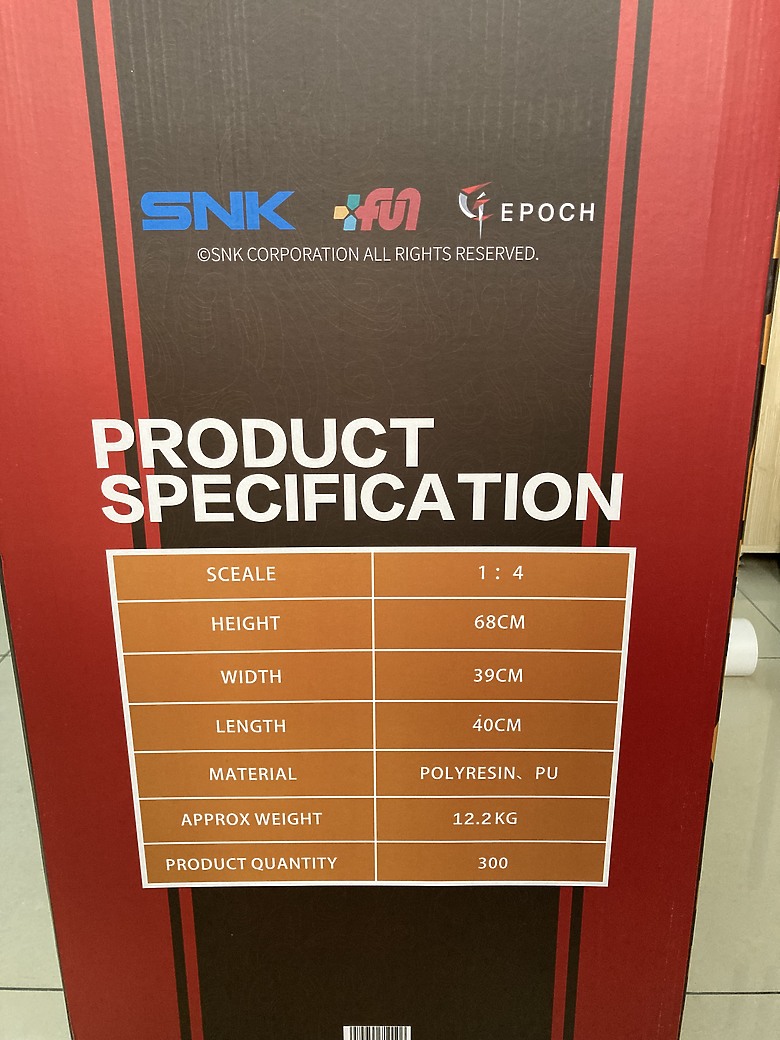 SNK fun EPOCH
©SNK CORPORATION ALL RIGHTS RESERVED.
PRODUCT
SPECIFICATION
SCEALE 1：4
HEIGHT 68CM
WIDTH 39CM
LENGTH 40CM
MATERIAL POLYRESIN、PU
APPROX WEIGHT 12.2KG
PRODUCT QUANTITY 300